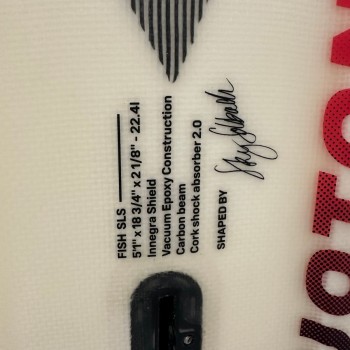 FISH SLS
5'1" x 18 3/4" x 2 1/8" - 22.4l
Innegra Shield
Vacuum Epoxy Construction
Carbon beam
Cork shock absorber 2.0
SHAPED BY